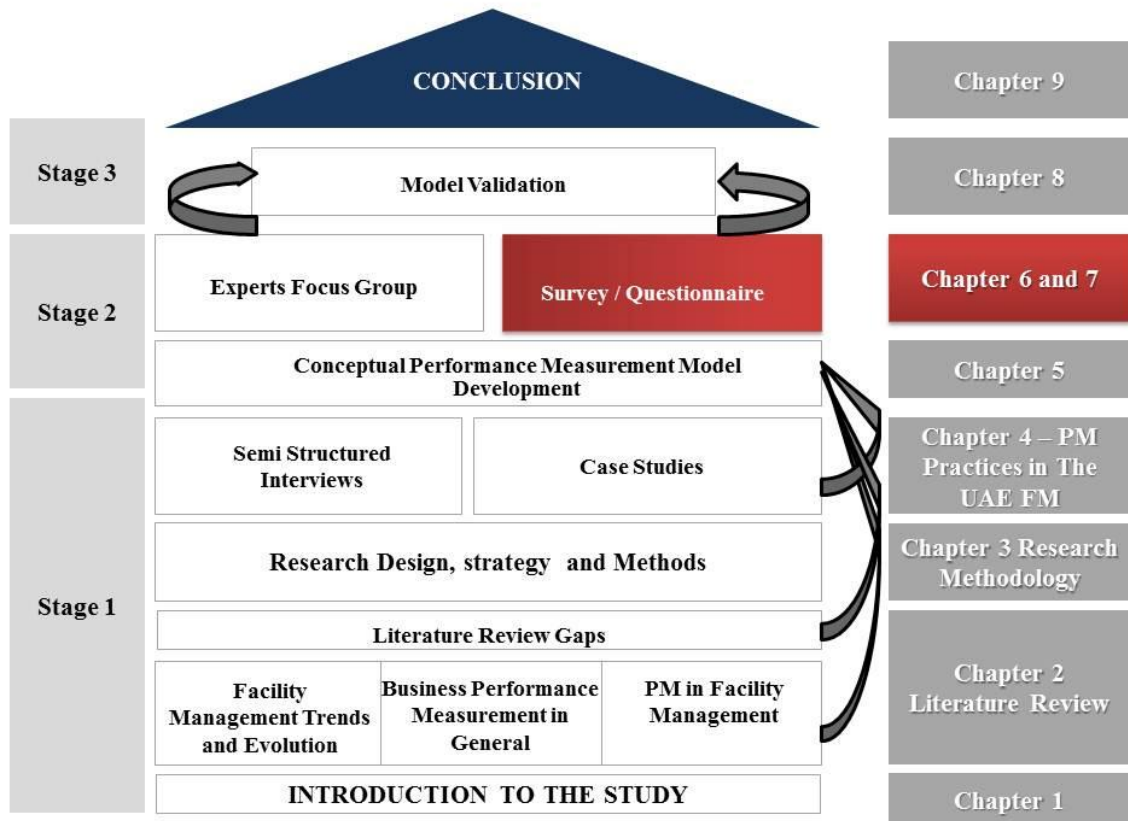 CONCLUSION
Chapter 9
Stage 3
Model Validation
Chapter 8
Stage 2
Experts Focus Group
Survey / Questionnaire
Chapter 6 and 7
Conceptual Performance Measurement Model
Development
Chapter 5
Stage 1
Semi Structured
Interviews
Case Studies
Chapter 4 – PM
Practices in The
UAE FM
Research Design, strategy and Methods
Chapter 3 Research
Methodology
Literature Review Gaps
Facility
Management Trends
and Evolution
Business Performance
Measurement in
General
PM in Facility
Management
Chapter 2
Literature Review
INTRODUCTION TO THE STUDY
Chapter 1